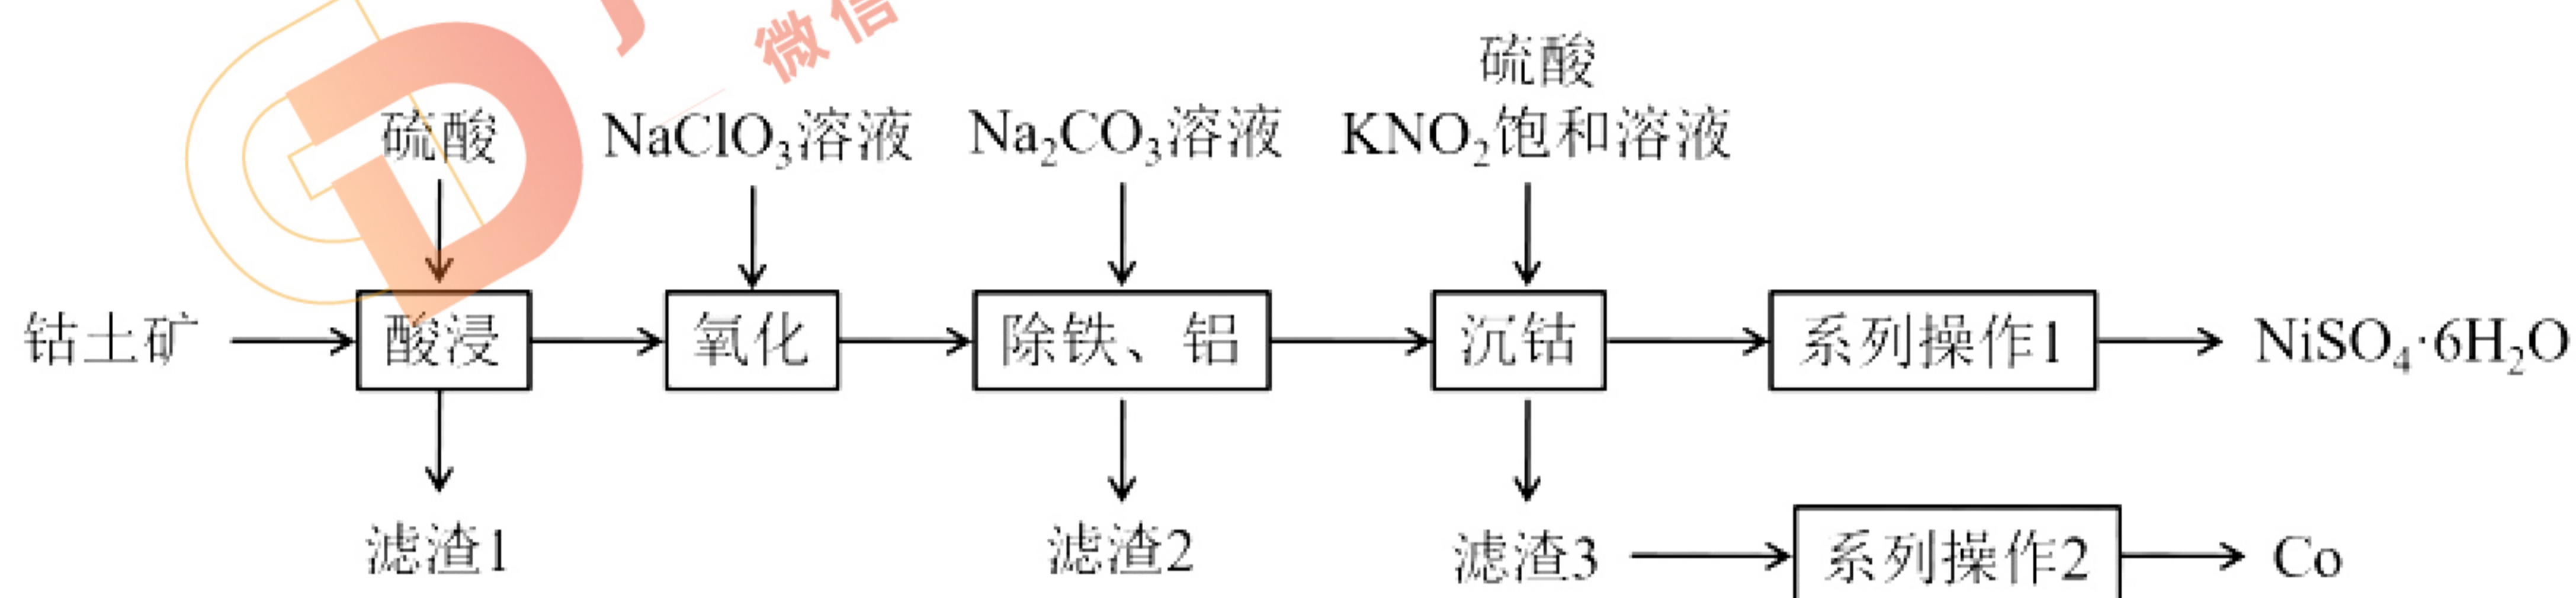 微信
硫酸
硫酸 NaClO₃溶液 Na₂CO₃溶液 KNO₂饱和溶液
钴土矿 酸浸 氧化 除铁、铝 沉钴 系列操作1 NiSO₄·6H₂O
滤渣1 滤渣2 滤渣3 系列操作2 Co